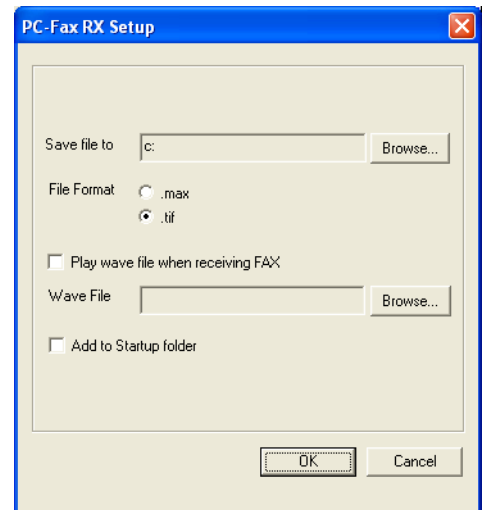 PC-Fax RX Setup
Save file to c: Browse...
File Format .max
.tif
Play wave file when receiving FAX
Wave File Browse...
Add to Startup folder
OK Cancel